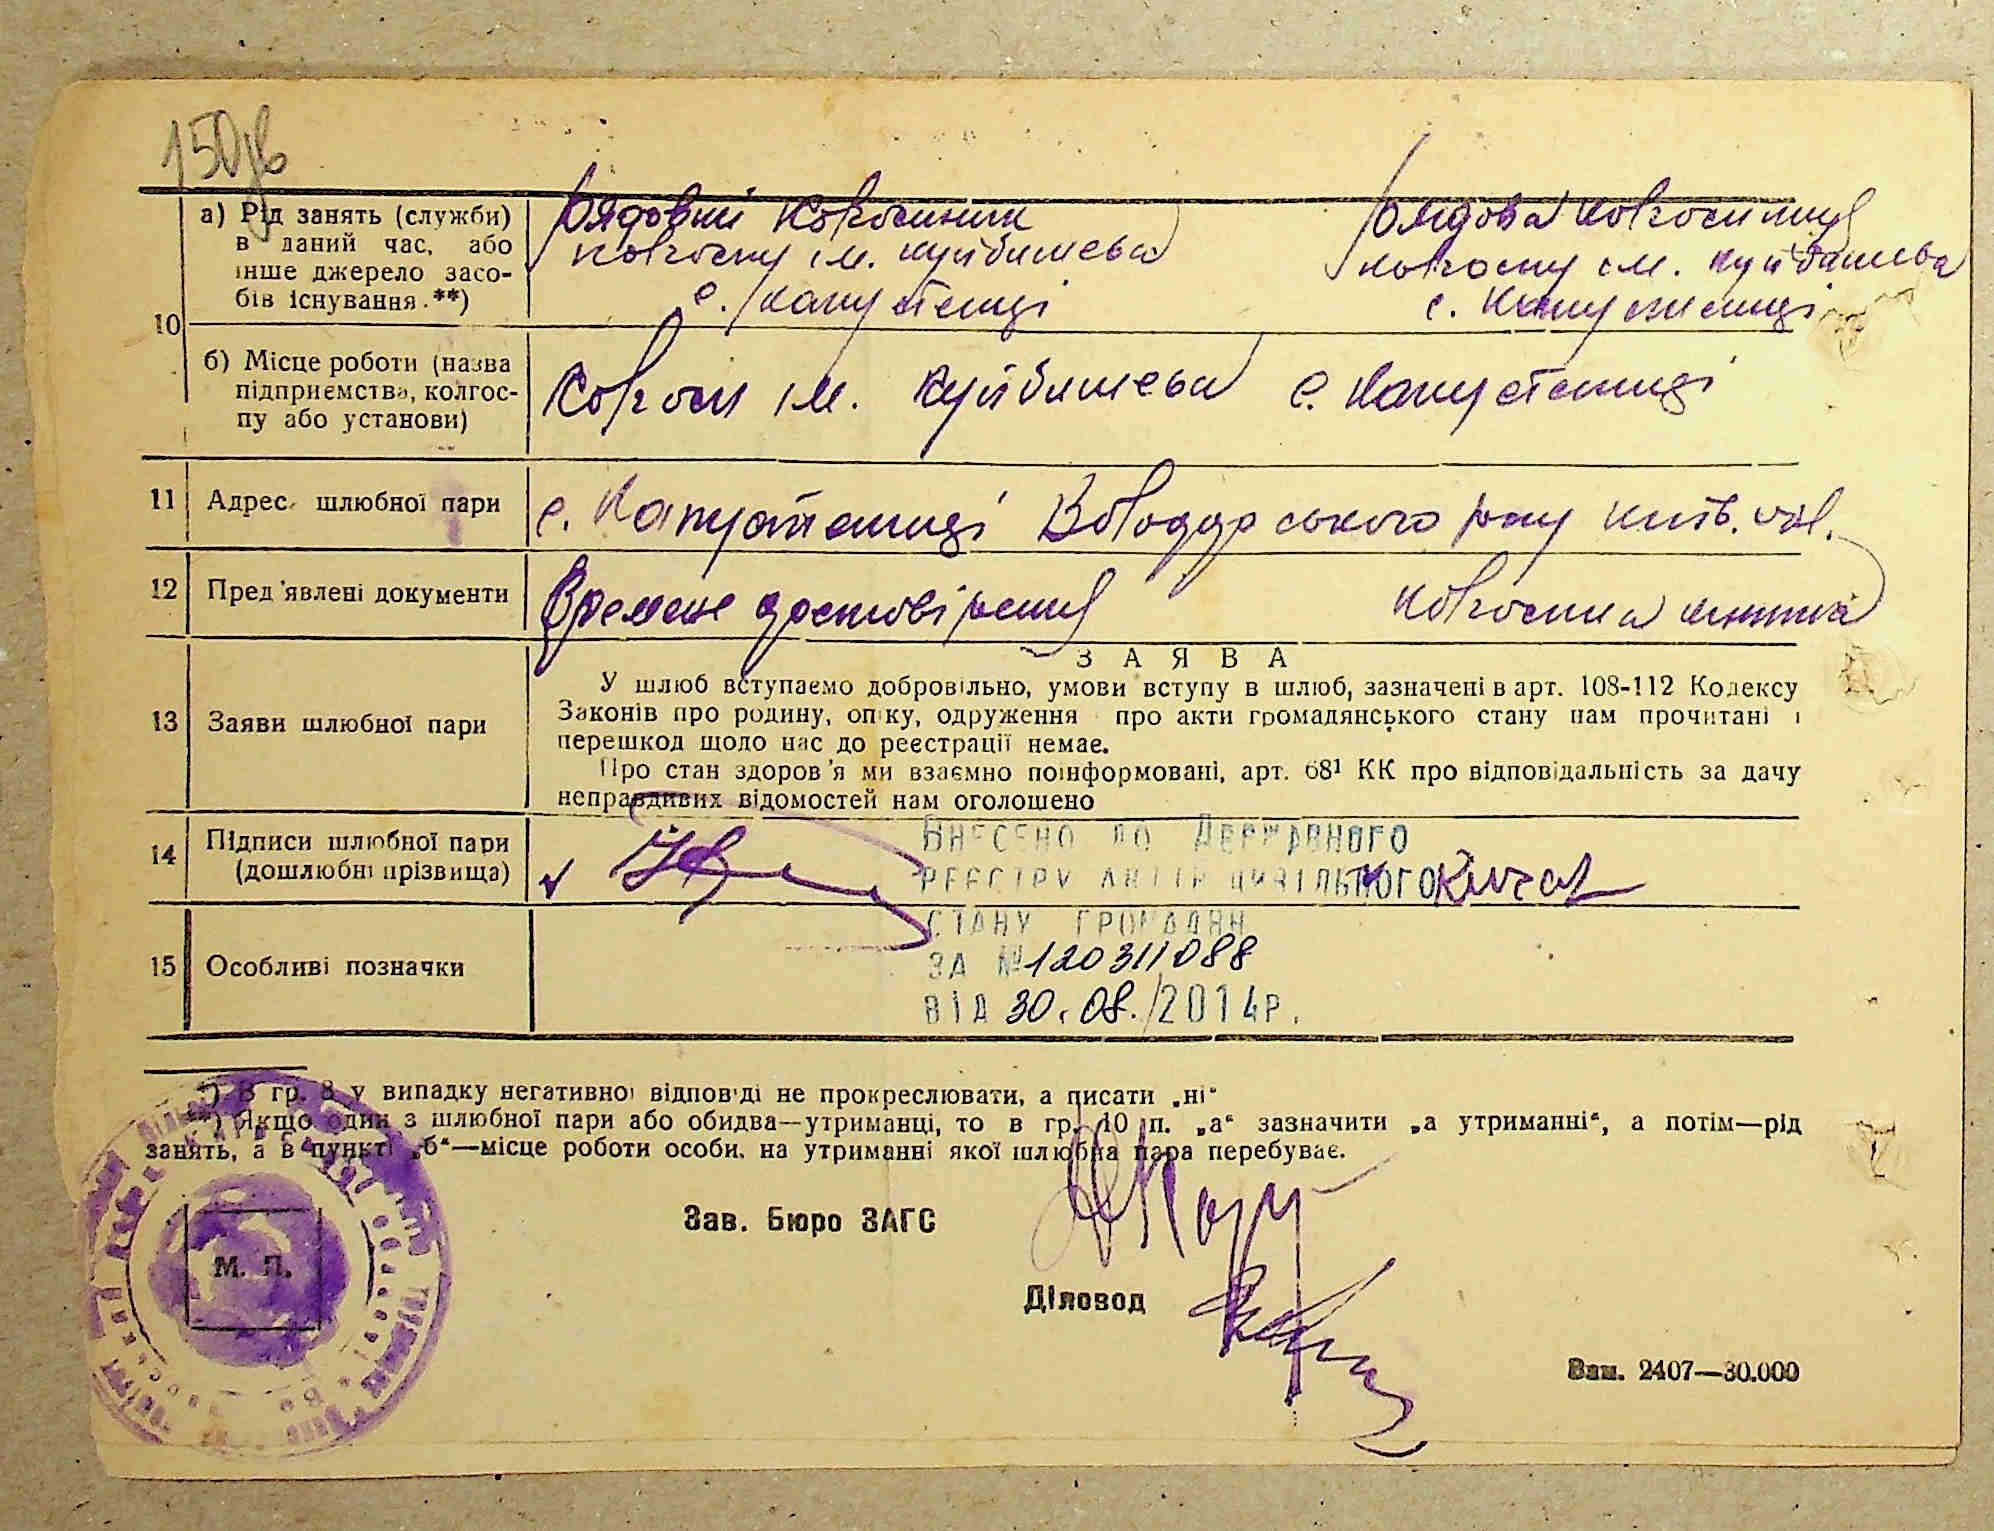 150зв
10
а) Рід занять (служби) в даний час, або інше джерело засобів існування.**)
Рядовий колгоспник Рядова колгоспниця
колгоспу ім. Куйбишева колгоспу ім. Куйбишева
с. Капустинці с. Капустинці
б) Місце роботи (назва підприємства, колгоспу або установи)
Колгосп ім. Куйбишева с. Капустинці
11 Адрес шлюбної пари с. Капустинці Володарського р-ну Київ. обл.
12 Пред'явлені документи Времене достовірення колгоспна книжка
13 Заяви шлюбної пари
ЗАЯВА
У шлюб вступаємо добровільно, умови вступу в шлюб, зазначені в арт. 108-112 Кодексу
Законів про родину, опіку, одруження про акти громадянського стану нам прочитані і
перешкод щодо нас до реєстрації немає.
Про стан здоров'я ми взаємно поінформовані, арт. 68¹ КК про відповідальність за дачу
неправдивих відомостей нам оголошено
14 Підписи шлюбної пари
(дошлюбні прізвища)
ВНЕСЕНО ДО ДЕРЖАВНОГО
РЕЄСТРУ АКТІВ ЦИВІЛЬНОГО
СТАНУ ГРОМАДЯН
ЗА №120311088
ВІД 30.08./2014Р.
15 Особливі позначки
*) В гр. 8 у випадку негативної відповіді не прокреслювати, а писати „ні“
**) Якщо один з шлюбної пари або обидва—утриманці, то в гр. 10 п. „а“ зазначити „а утриманні“, а потім—рід
занять, а в пункті „б“—місце роботи особи, на утриманні якої шлюбна пара перебуває.
Зав. Бюро ЗАГС
М. П.
Діловод
Зам. 2407—30.000